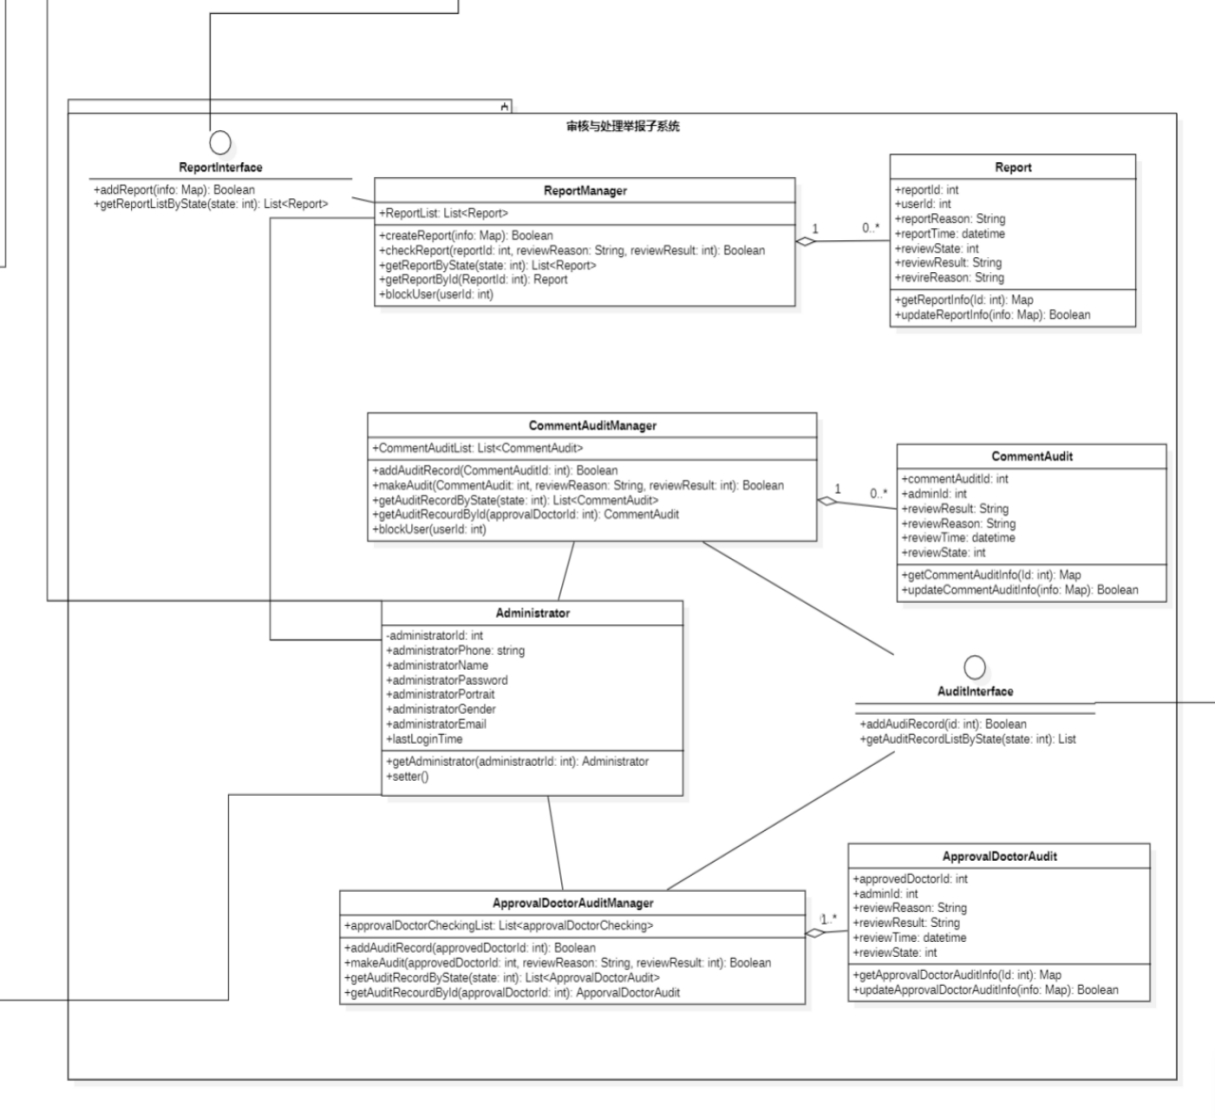 审核与处理举报子系统
ReportInterface
+addReport(info: Map): Boolean
+getReportListByState(state: int): List<Report>
ReportManager
+ReportList: List<Report>
+createReport(info: Map): Boolean
+checkReport(reportId: int, reviewReason: String, reviewResult: int): Boolean
+getReportByState(state: int): List<Report>
+getReportById(ReportId: int): Report
+blockUser(userId: int)
1
0..*
Report
+reportId: int
+userId: int
+reportReason: String
+reportTime: datetime
+reviewState: int
+reviewResult: String
+revireReason: String
+getReportInfo(Id: int): Map
+updateReportInfo(info: Map): Boolean
CommentAuditManager
+CommentAuditList: List<CommentAudit>
+addAuditRecord(CommentAuditId: int): Boolean
+makeAudit(CommentAudit: int, reviewReason: String, reviewResult: int): Boolean
+getAuditRecordByState(state: int): List<CommentAudit>
+getAuditRecourdById(approvalDoctorId: int): CommentAudit
+blockUser(userId: int)
1
0..*
CommentAudit
+commentAuditId: int
+adminId: int
+reviewResult: String
+reviewReason: String
+reviewTime: datetime
+reviewState: int
+getCommentAuditInfo(Id: int): Map
+updateCommentAuditInfo(info: Map): Boolean
Administrator
-administratorId: int
+administratorPhone: string
+administratorName
+administratorPassword
+administratorPortrait
+administratorGender
+administratorEmail
+lastLoginTime
+getAdministrator(administraotrId: int): Administrator
+setter()
AuditInterface
+addAudiRecord(id: int): Boolean
+getAuditRecordListByState(state: int): List
ApprovalDoctorAuditManager
+approvalDoctorCheckingList: List<approvalDoctorChecking>
+addAuditRecord(approvedDoctorId: int): Boolean
+makeAudit(approvedDoctorId: int, reviewReason: String, reviewResult: int): Boolean
+getAuditRecordByState(state: int): List<ApprovalDoctorAudit>
+getAuditRecourdById(approvalDoctorId: int): ApporvalDoctorAudit
ApprovalDoctorAudit
+approvedDoctorId: int
+adminId: int
+reviewReason: String
+reviewResult: String
+reviewTime: datetime
+reviewState: int
+getApprovalDoctorAuditInfo(Id: int): Map
+updateApprovalDoctorAuditInfo(info: Map): Boolean